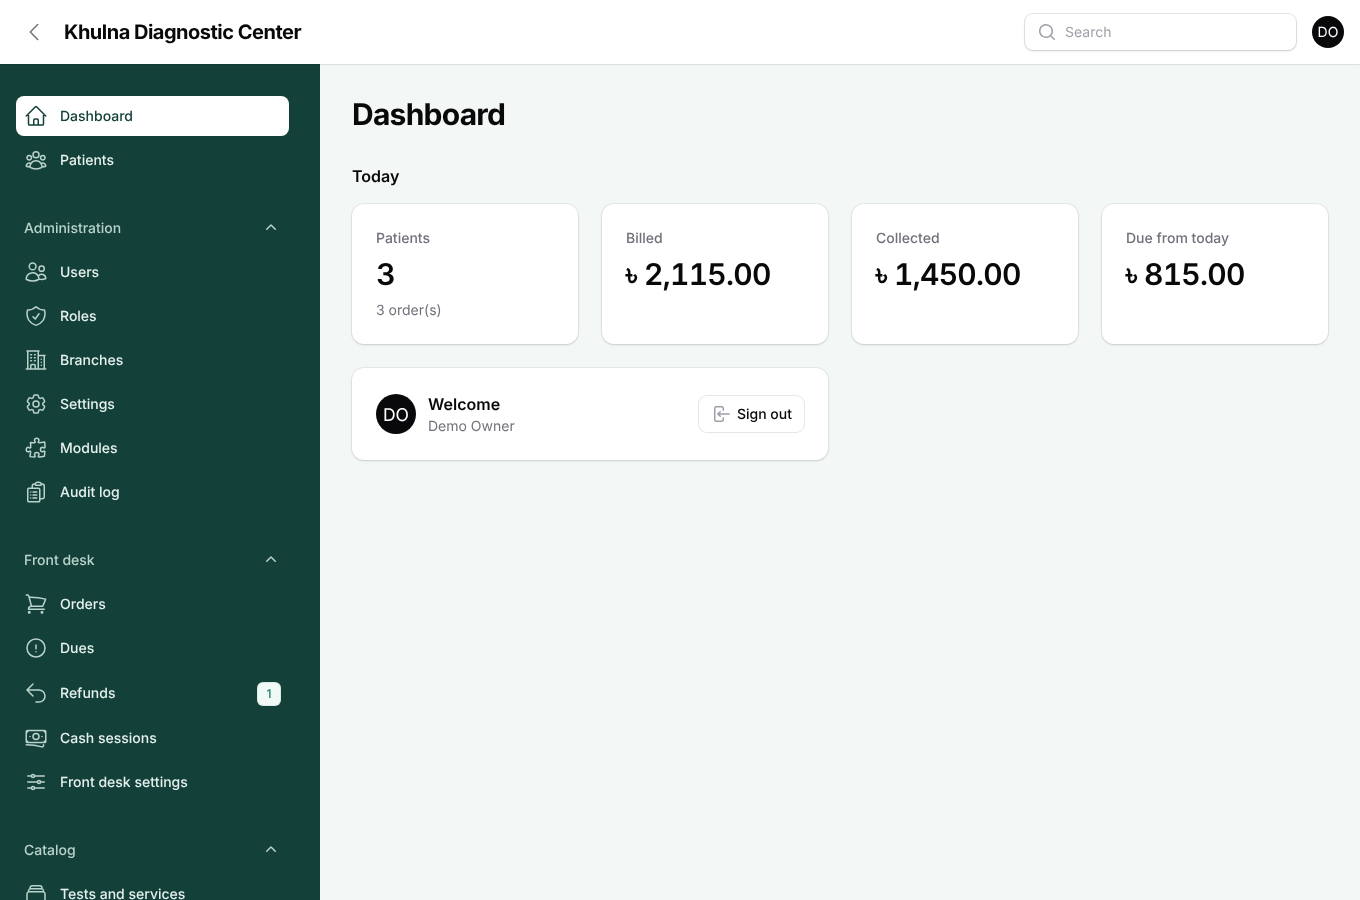 Khulna Diagnostic Center
Search
DO
Dashboard
Patients
Administration
Users
Roles
Branches
Settings
Modules
Audit log
Front desk
Orders
Dues
Refunds
1
Cash sessions
Front desk settings
Catalog
Tests and services
Dashboard
Today
Patients
3
3 order(s)
Billed
৳ 2,115.00
Collected
৳ 1,450.00
Due from today
৳ 815.00
DO
Welcome
Demo Owner
Sign out